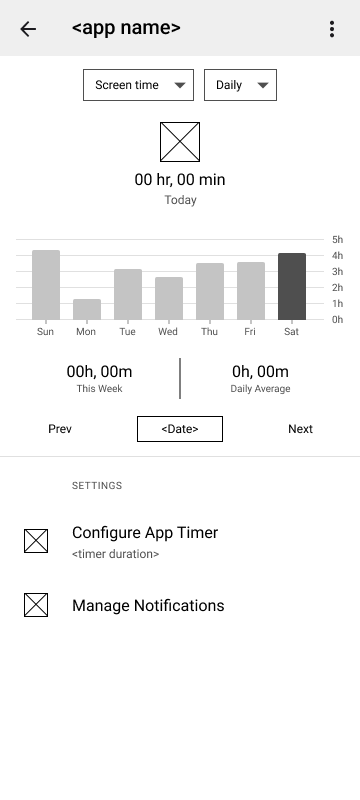 <app name>
Screen time
Daily
00 hr, 00 min
Today
5h
4h
3h
2h
1h
0h
Sun Mon Tue Wed Thu Fri Sat
00h, 00m
This Week
0h, 00m
Daily Average
Prev
<Date>
Next
SETTINGS
Configure App Timer
<timer duration>
Manage Notifications